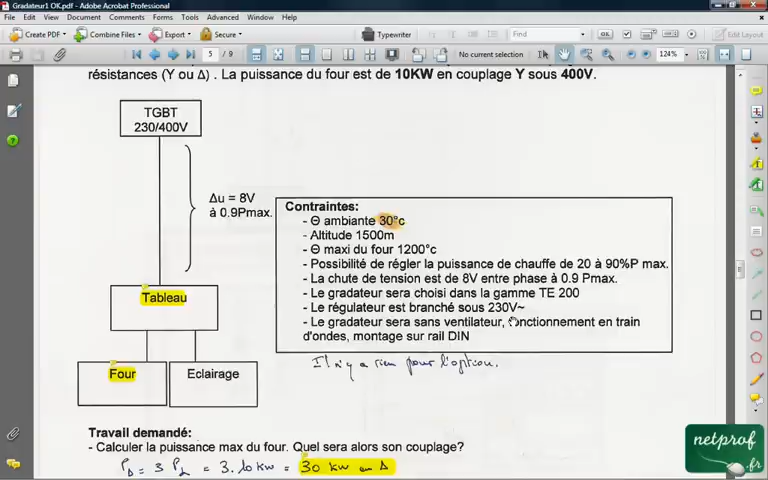 Gradateur1 OK.pdf - Adobe Acrobat Professional
File Edit View Document Comments Forms Tools Advanced Window Help
Create PDF Combine Files Export Secure Typewriter Find
5 / 9 No current selection 124% Edit Layout
résistances (Y ou Δ) . La puissance du four est de 10KW en couplage Y sous 400V.
TGBT
230/400V
Δu = 8V
à 0.9Pmax.
Contraintes:
- Θ ambiante 30°c
- Altitude 1500m
- Θ maxi du four 1200°c
- Possibilité de régler la puissance de chauffe de 20 à 90%P max.
- La chute de tension est de 8V entre phase à 0.9 Pmax.
- Le gradateur sera choisi dans la gamme TE 200
- Le régulateur est branché sous 230V~
- Le gradateur sera sans ventilateur, fonctionnement en train
d'ondes, montage sur rail DIN
Tableau
Four
Eclairage
Il n'y a rien pour l'option.
Travail demandé:
- Calculer la puissance max du four. Quel sera alors son couplage?
PΔ = 3 P⅄ = 3.10 kw = 30 kw en Δ
netprof
.fr